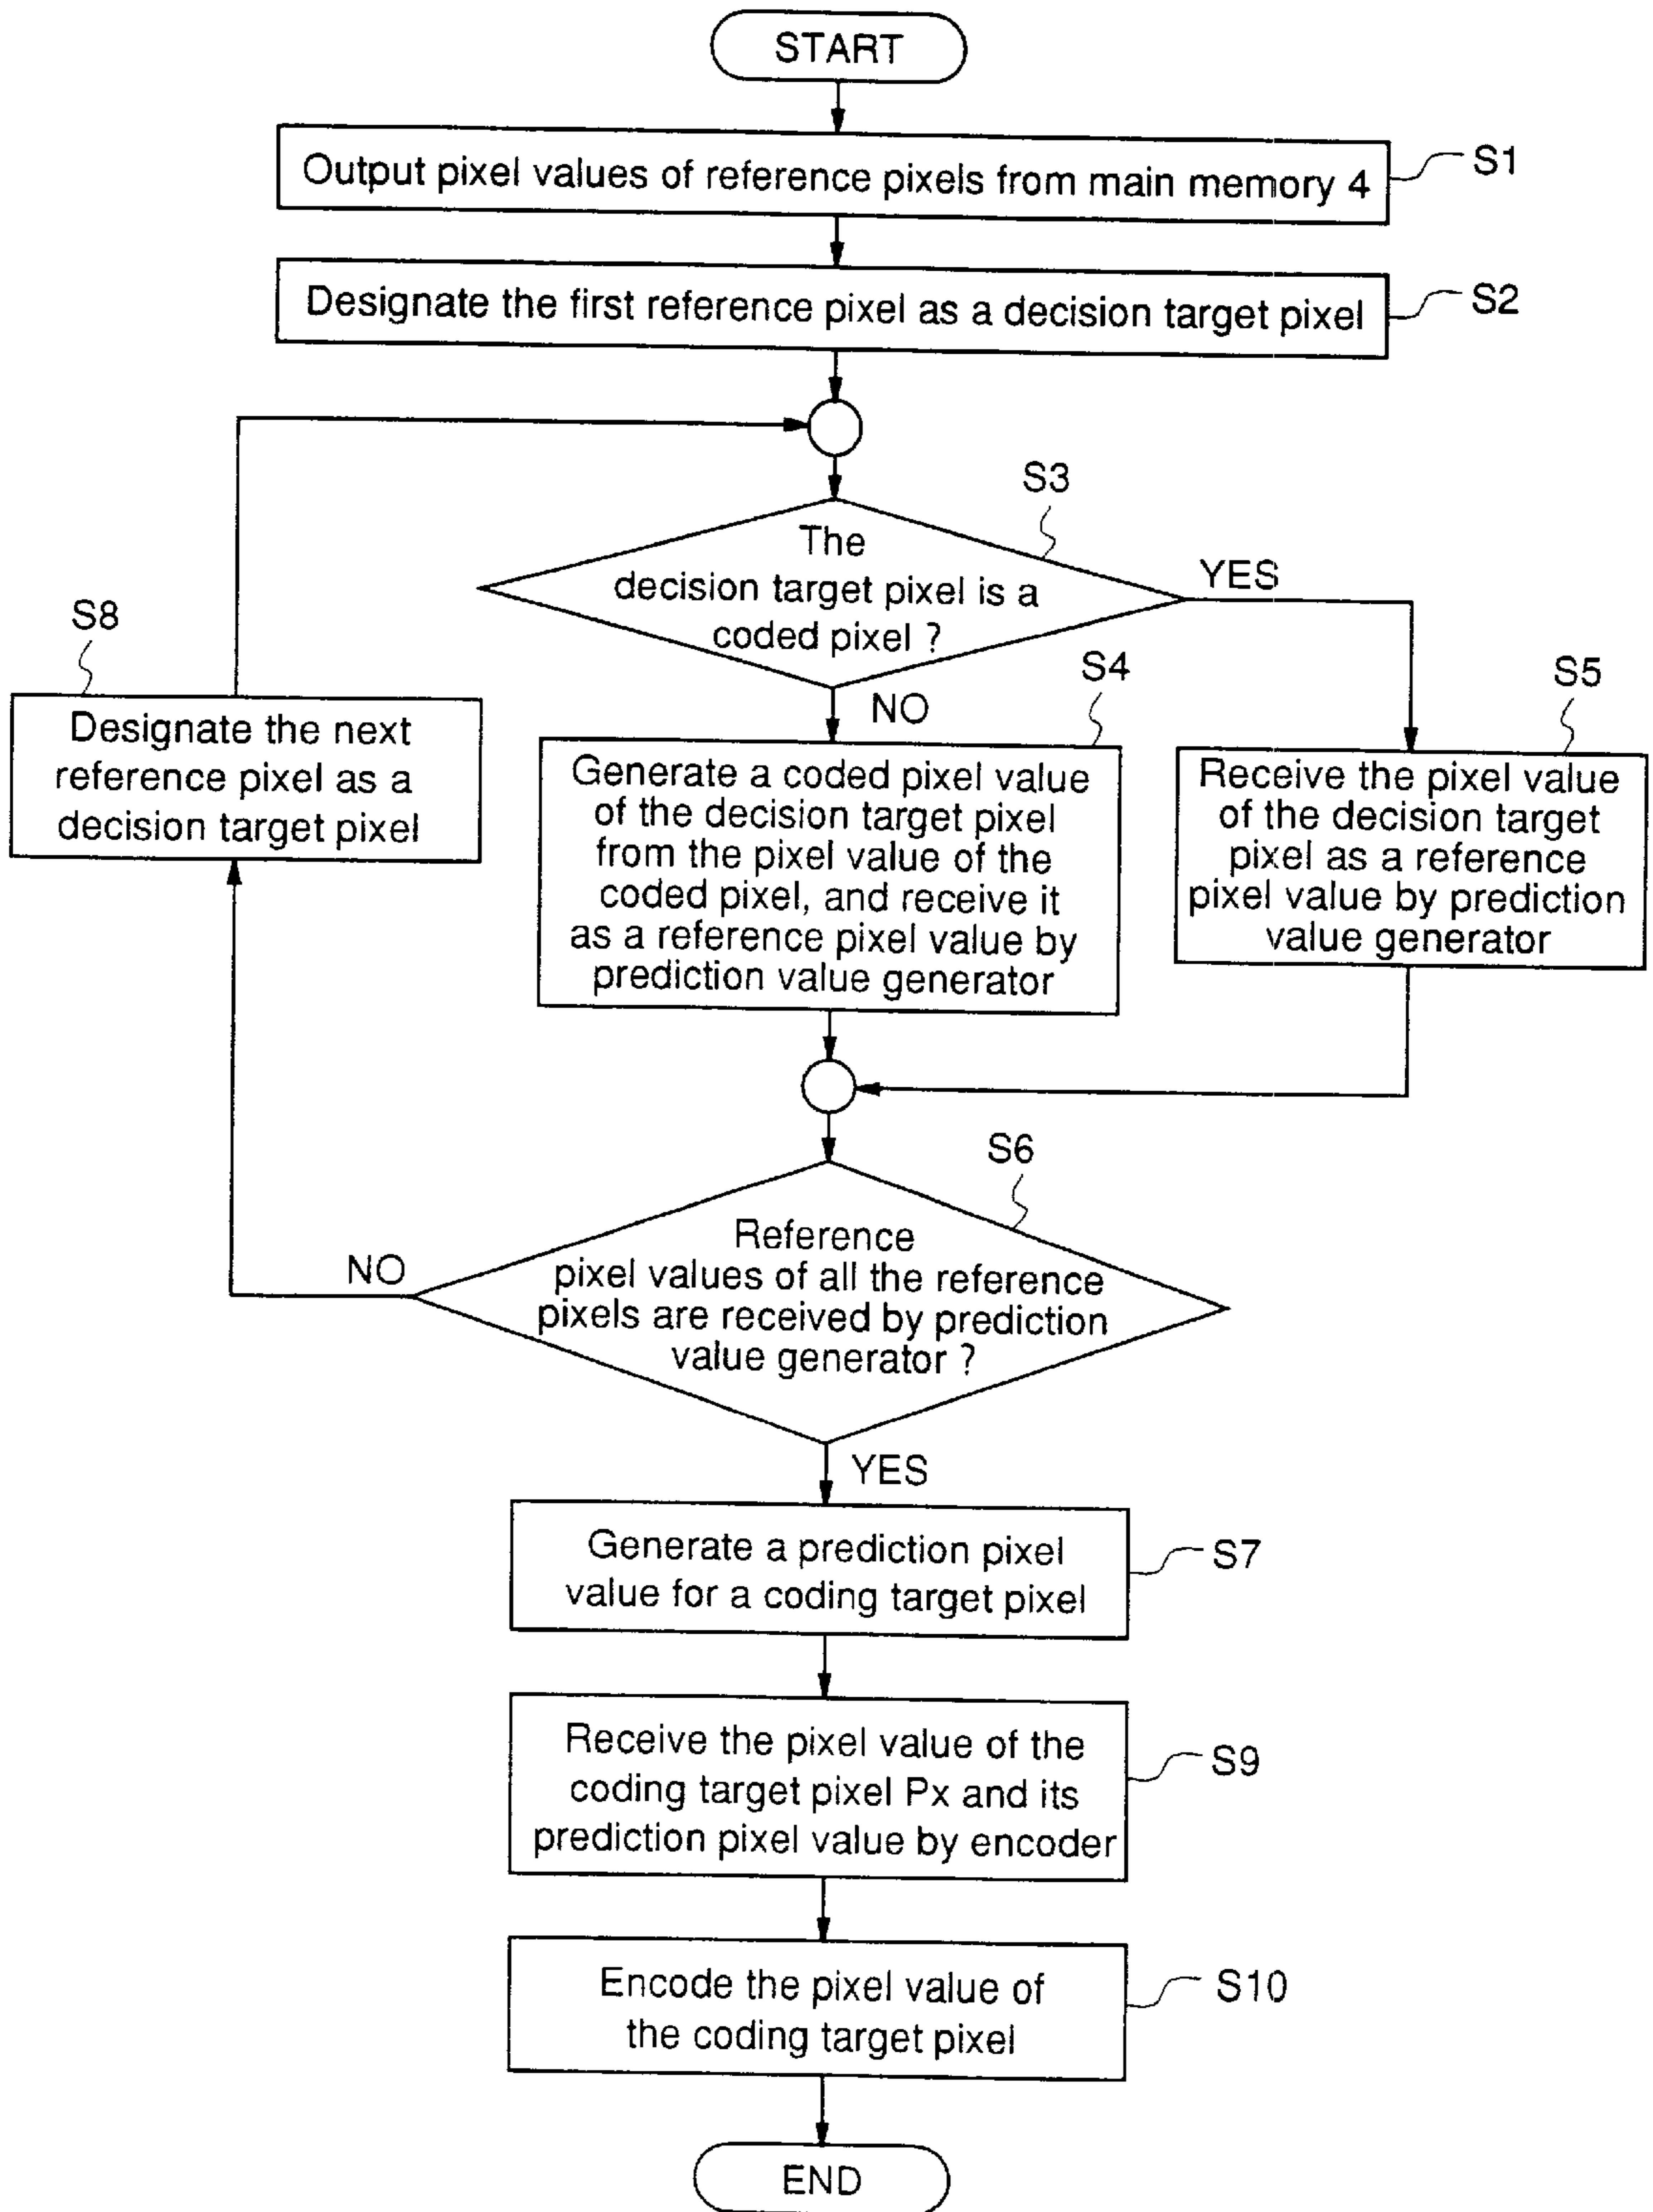 START
Output pixel values of reference pixels from main memory 4
S1
Designate the first reference pixel as a decision target pixel
S2
S3
The
decision target pixel is a
coded pixel ?
YES
NO
S8
Designate the next
reference pixel as a
decision target pixel
S4
Generate a coded pixel value
of the decision target pixel
from the pixel value of the
coded pixel, and receive it
as a reference pixel value by
prediction value generator
S5
Receive the pixel value
of the decision target
pixel as a reference
pixel value by prediction
value generator
S6
Reference
pixel values of all the reference
pixels are received by prediction
value generator ?
NO
YES
Generate a prediction pixel
value for a coding target pixel
S7
Receive the pixel value of the
coding target pixel Px and its
prediction pixel value by encoder
S9
Encode the pixel value of
the coding target pixel
S10
END